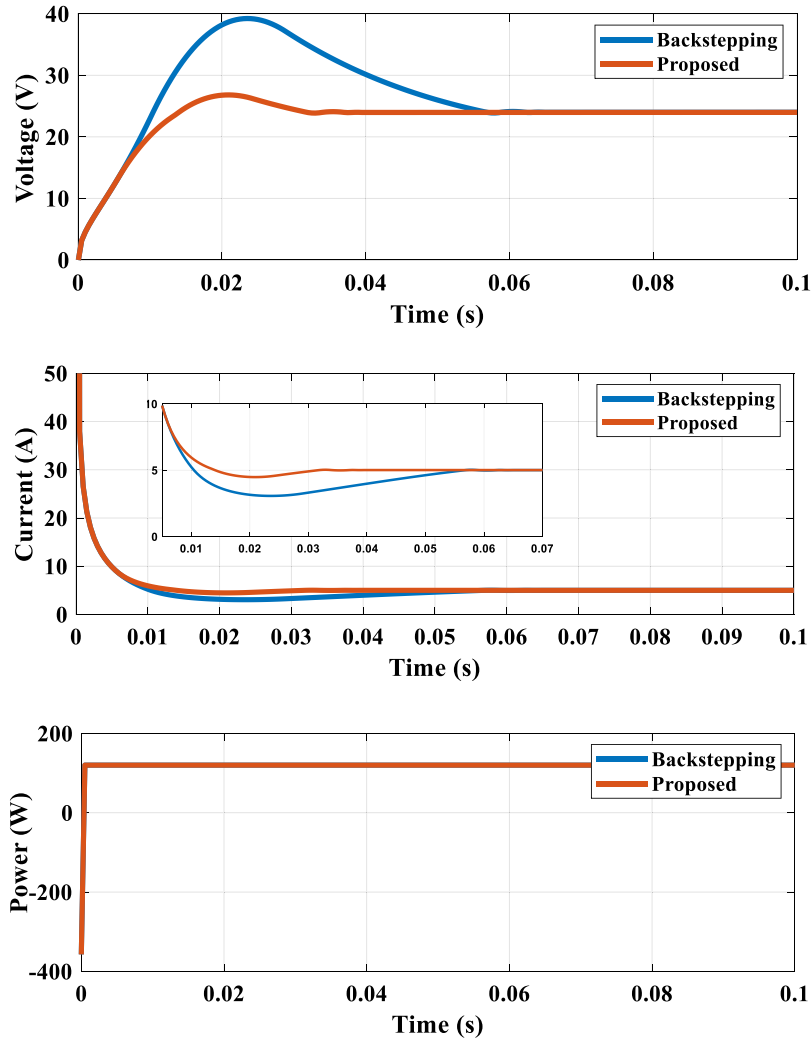 40
30
20
10
0
Voltage (V)
Backstepping
Proposed
0 0.02 0.04 0.06 0.08 0.1
Time (s)
50
40
30
20
10
0
Current (A)
Backstepping
Proposed
10
5
0
0.01 0.02 0.03 0.04 0.05 0.06 0.07
0 0.01 0.02 0.03 0.04 0.05 0.06 0.07 0.08 0.09 0.1
Time (s)
200
0
-200
-400
Power (W)
Backstepping
Proposed
0 0.02 0.04 0.06 0.08 0.1
Time (s)